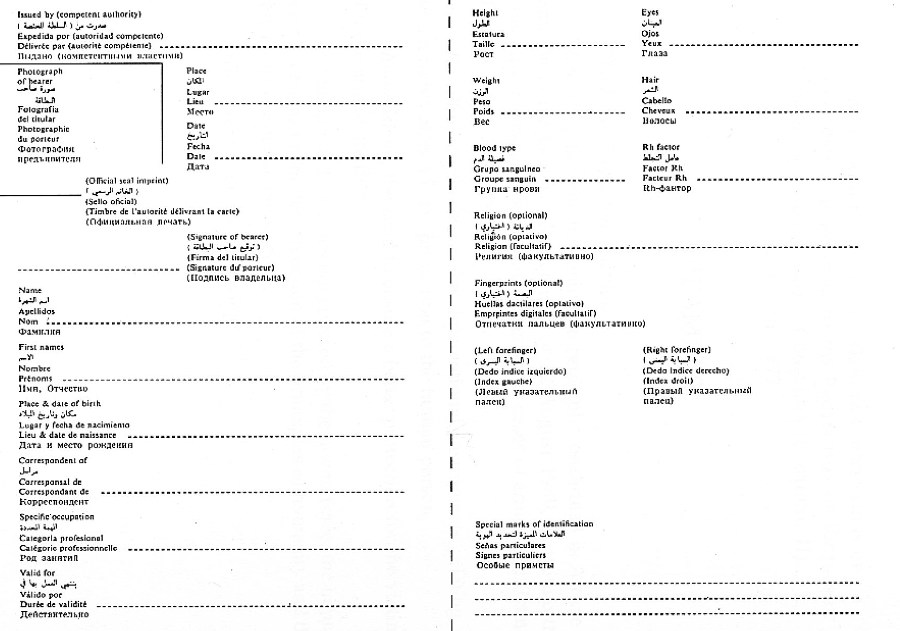 Issued by (competent authority)
صدرت من ( السلطة المختصة )
Expedida por (autoridad competente)
Délivrée par (autorité compétente)
Выдано (компетентными властями)
Photograph
of bearer
صورة صاحب
البطاقة
Fotografía
del titular
Photographie
du porteur
Фотография
предъявителя
Place
المكان
Lugar
Lieu
Место
Date
التاريخ
Fecha
Date
Дата
(Official seal imprint)
( الخاتم الرسمي )
(Sello oficial)
(Timbre de l'autorité délivrant la carte)
(Официальная печать)
(Signature of bearer)
( توقيع صاحب البطاقة )
(Firma del titular)
(Signature du porteur)
(Подпись владельца)
Name
اسم الشهرة
Apellidos
Nom
Фамилия
First names
الاسم
Nombre
Prénoms
Имя, Отчество
Place & date of birth
مكان وتاريخ البلاد
Lugar y fecha de nacimiento
Lieu & date de naissance
Дата и место рождения
Correspondent of
مراسل
Corresponsal de
Correspondant de
Корреспондент
Specific occupation
المهنة المحددة
Categoría profesional
Catégorie professionnelle
Род занятий
Valid for
ينتهي العمل بها في
Válido por
Durée de validité
Действительно
Height
الطول
Estatura
Taille
Рост
Eyes
العينان
Ojos
Yeux
Глаза
Weight
الوزن
Peso
Poids
Вес
Hair
الشعر
Cabello
Cheveux
Волосы
Blood type
فصيلة الدم
Grupo sanguíneo
Groupe sanguin
Группа крови
Rh factor
عامل التجلط
Factor Rh
Facteur Rh
Rh-фактор
Religion (optional)
الديانة ( اختياري )
Religión (optativo)
Religion (facultatif)
Религия (факультативно)
Fingerprints (optional)
البصمة ( اختياري )
Huellas dactilares (optativo)
Emprpintes digitales (facultatif)
Отпечатки пальцев (факультативно)
(Left forefinger)
( السبابة اليسرى )
(Dedo índice izquierdo)
(Index gauche)
(Левый указательный
палец)
(Right forefinger)
( السبابة اليمنى )
(Dedo índice derecho)
(Index droit)
(Правый указательный
палец)
Special marks of identification
العلامات المميزة لتحديد الهوية
Señas particulares
Signes particuliers
Особые приметы